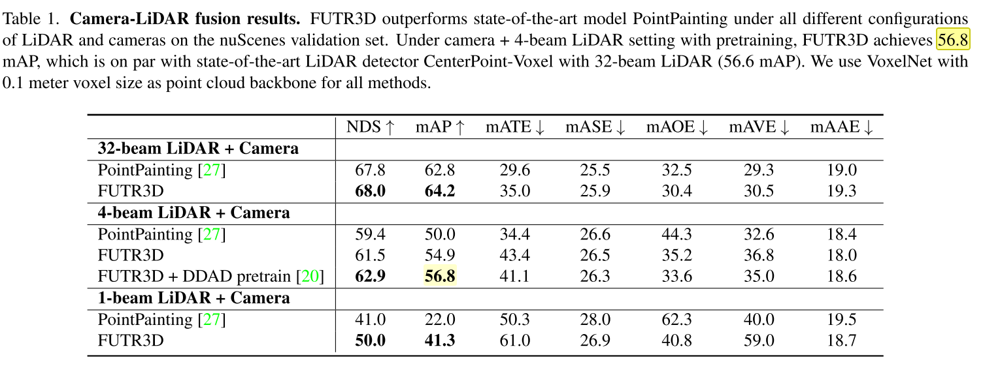 Table 1. Camera-LiDAR fusion results. FUTR3D outperforms state-of-the-art model PointPainting under all different configurations
of LiDAR and cameras on the nuScenes validation set. Under camera + 4-beam LiDAR setting with pretraining, FUTR3D achieves 56.8
mAP, which is on par with state-of-the-art LiDAR detector CenterPoint-Voxel with 32-beam LiDAR (56.6 mAP). We use VoxelNet with
0.1 meter voxel size as point cloud backbone for all methods.
NDS ↑ mAP ↑ mATE ↓ mASE ↓ mAOE ↓ mAVE ↓ mAAE ↓
32-beam LiDAR + Camera
PointPainting [27] 67.8 62.8 29.6 25.5 32.5 29.3 19.0
FUTR3D 68.0 64.2 35.0 25.9 30.4 30.5 19.3
4-beam LiDAR + Camera
PointPainting [27] 59.4 50.0 34.4 26.6 44.3 32.6 18.4
FUTR3D 61.5 54.9 43.4 26.5 35.2 36.8 18.0
FUTR3D + DDAD pretrain [20] 62.9 56.8 41.1 26.3 33.6 35.0 18.6
1-beam LiDAR + Camera
PointPainting [27] 41.0 22.0 50.3 28.0 62.3 40.0 19.5
FUTR3D 50.0 41.3 61.0 26.9 40.8 59.0 18.7